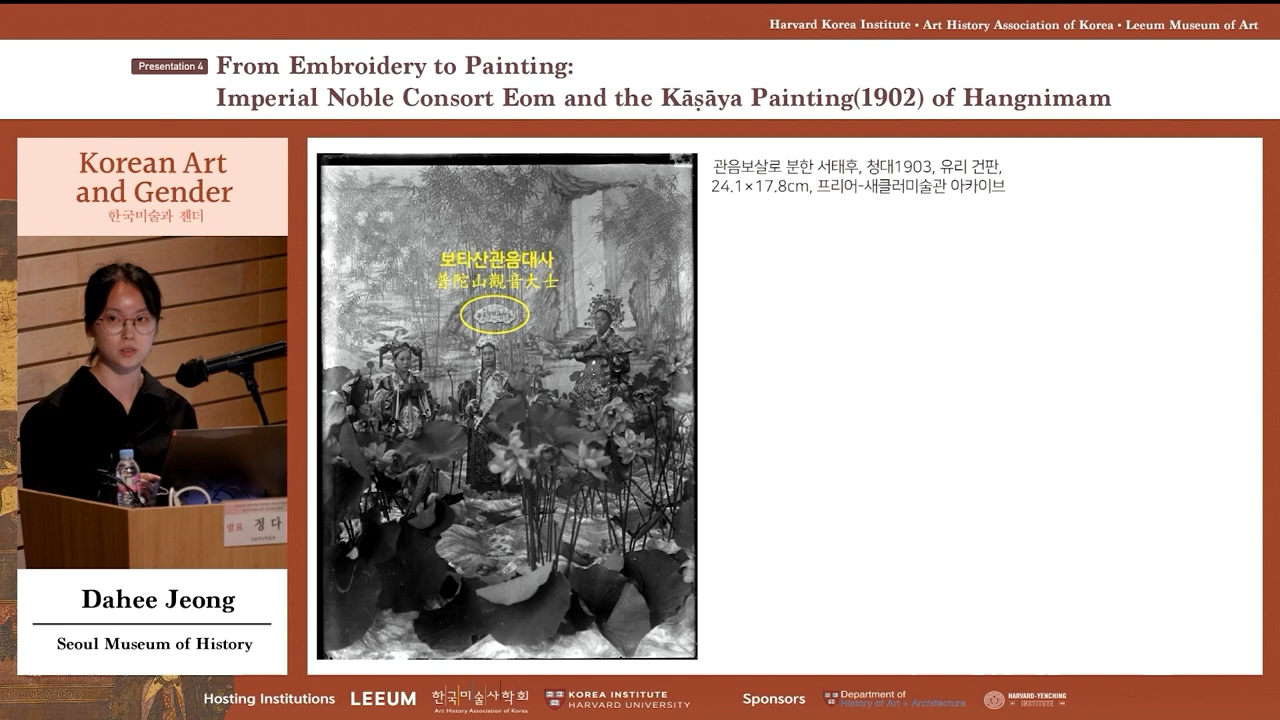 Harvard Korea Institute • Art History Association of Korea • Leeum Museum of Art
Presentation 4
From Embroidery to Painting:
Imperial Noble Consort Eom and the Kāṣāya Painting(1902) of Hangnimam
Korean Art
and Gender
한국미술과 젠더
발표 정다
Dahee Jeong
Seoul Museum of History
보타산관음대사
普陀山觀音大士
관음보살로 분한 서태후, 청대1903, 유리 건판,
24.1×17.8cm, 프리어-새클러미술관 아카이브
Hosting Institutions
LEEUM
한국미술사학회
Art History Association of Korea
KOREA INSTITUTE
HARVARD UNIVERSITY
Sponsors
Department of
History of Art + Architecture
HARVARD-YENCHING
INSTITUTE